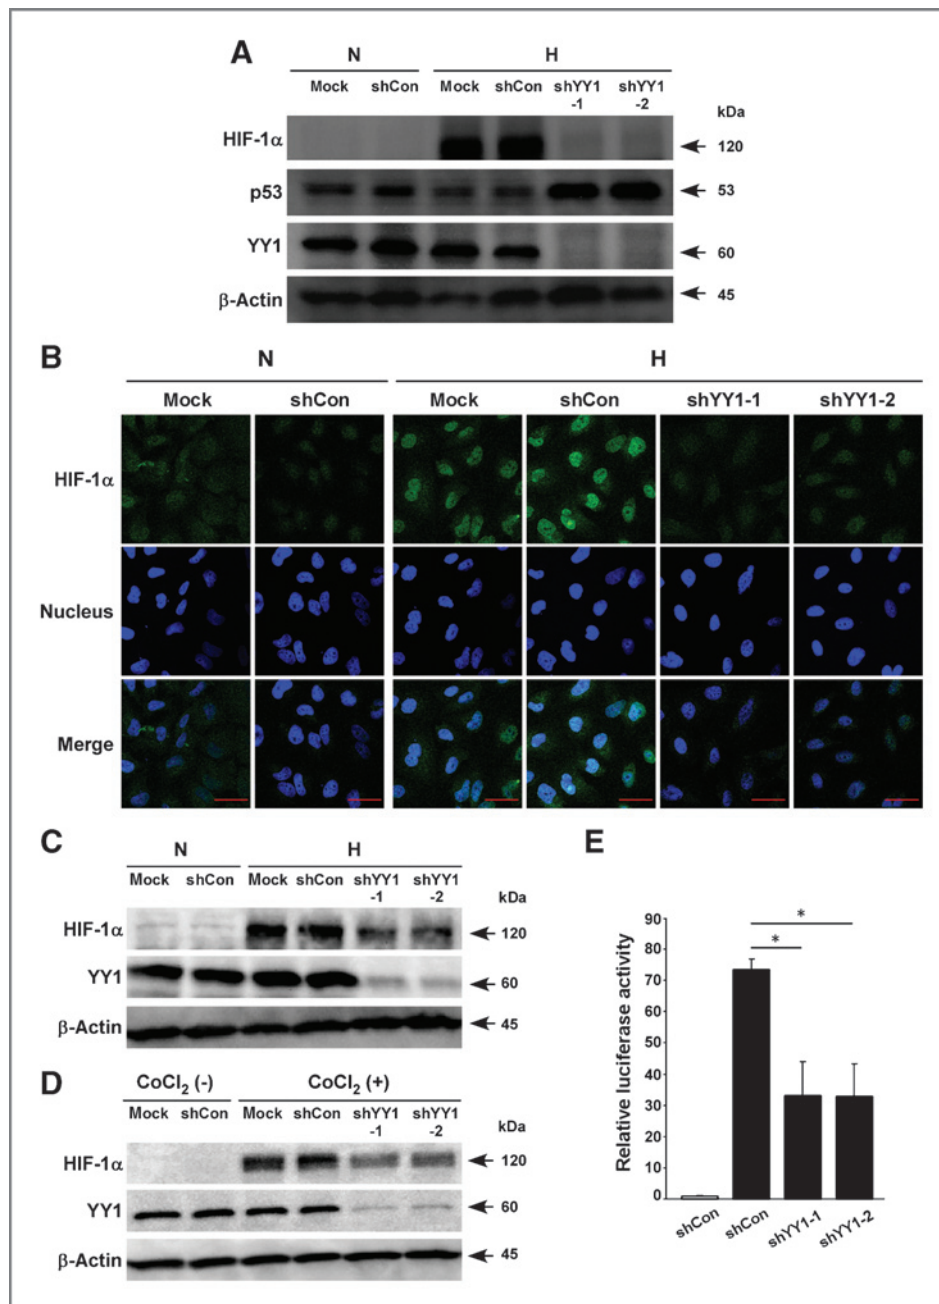 A
N H
Mock shCon Mock shCon shYY1 shYY1
-1 -2
kDa
HIF-1α 120
p53 53
YY1 60
β-Actin 45
B
N H
Mock shCon Mock shCon shYY1-1 shYY1-2
HIF-1α
Nucleus
Merge
C
N H
Mock shCon Mock shCon shYY1 shYY1
-1 -2
kDa
HIF-1α 120
YY1 60
β-Actin 45
D
CoCl₂ (-) CoCl₂ (+)
Mock shCon Mock shCon shYY1 shYY1
-1 -2
kDa
HIF-1α 120
YY1 60
β-Actin 45
E
Relative luciferase activity
90
80
70
60
50
40
30
20
10
0
* *
shCon shCon shYY1-1 shYY1-2